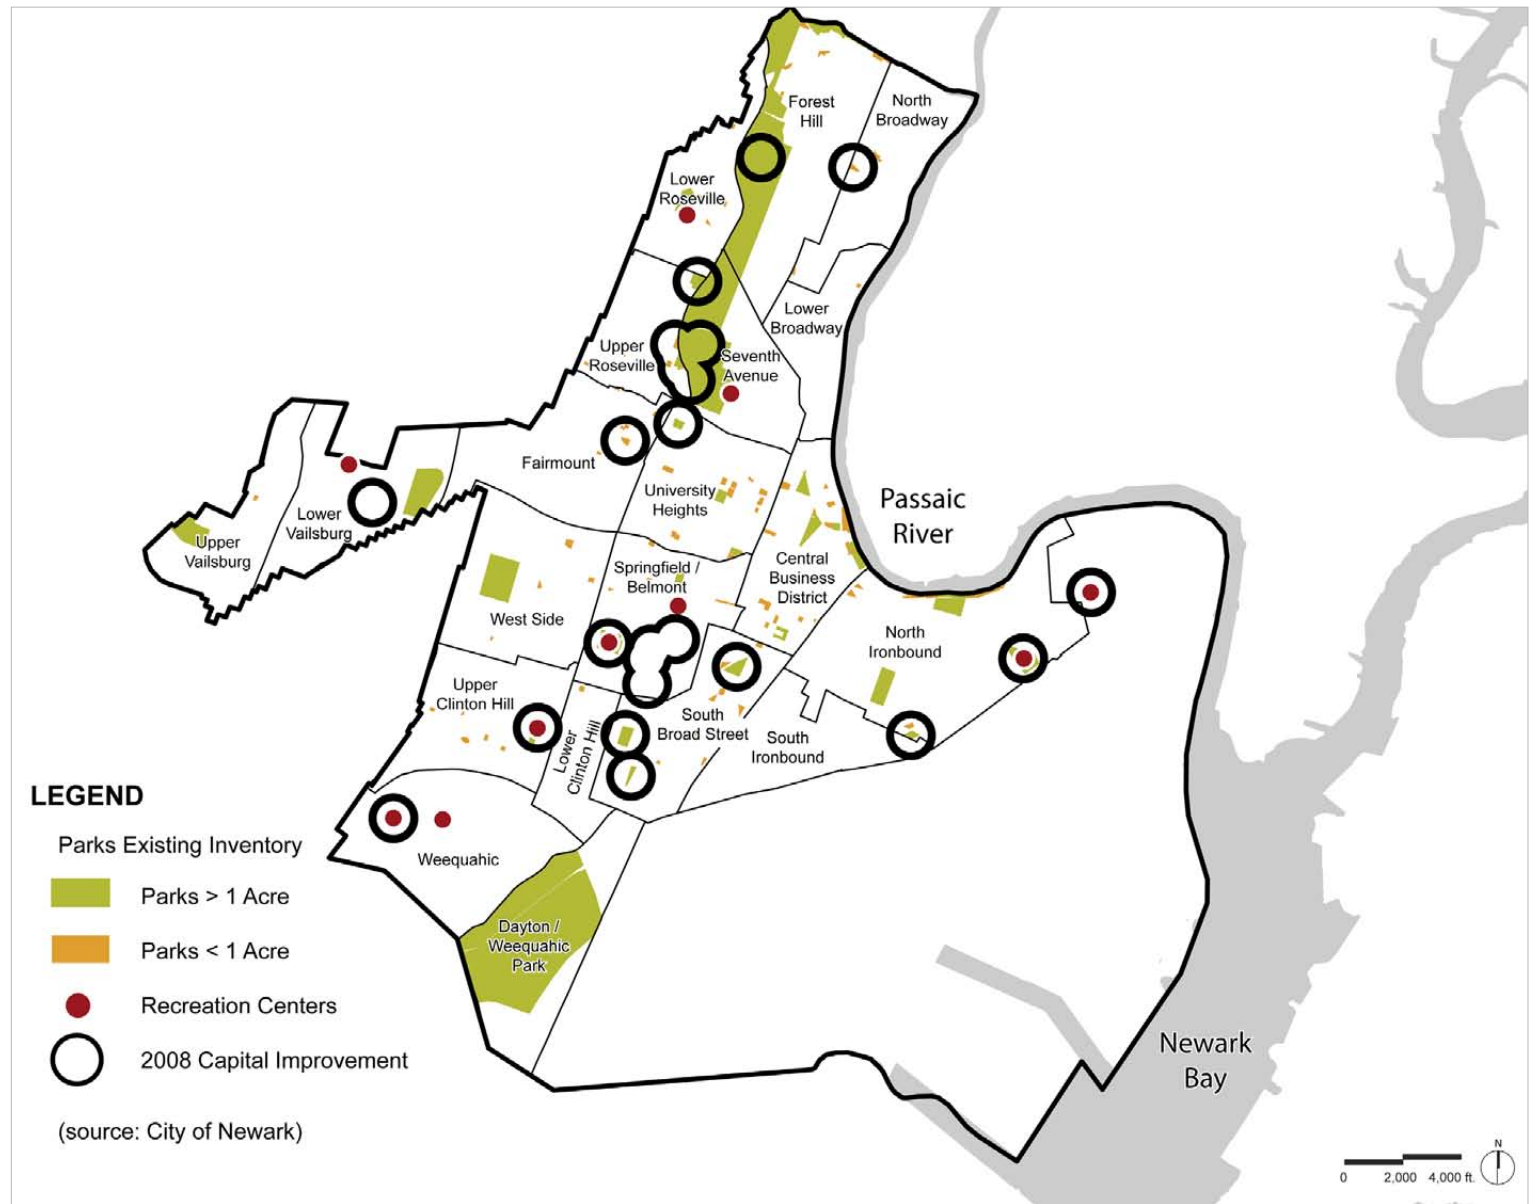 Forest
Hill
North
Broadway
Lower
Roseville
Lower
Broadway
Upper
Roseville
Seventh
Avenue
Fairmount
University
Heights
Passaic
River
Lower
Vailsburg
Upper
Vailsburg
Central
Business
District
Springfield /
Belmont
West Side
North
Ironbound
Upper
Clinton Hill
Lower
Clinton Hill
South
Broad Street
South
Ironbound
Weequahic
Dayton /
Weequahic
Park
Newark
Bay
LEGEND
Parks Existing Inventory
Parks > 1 Acre
Parks < 1 Acre
Recreation Centers
2008 Capital Improvement
(source: City of Newark)
N
0 2,000 4,000 ft.